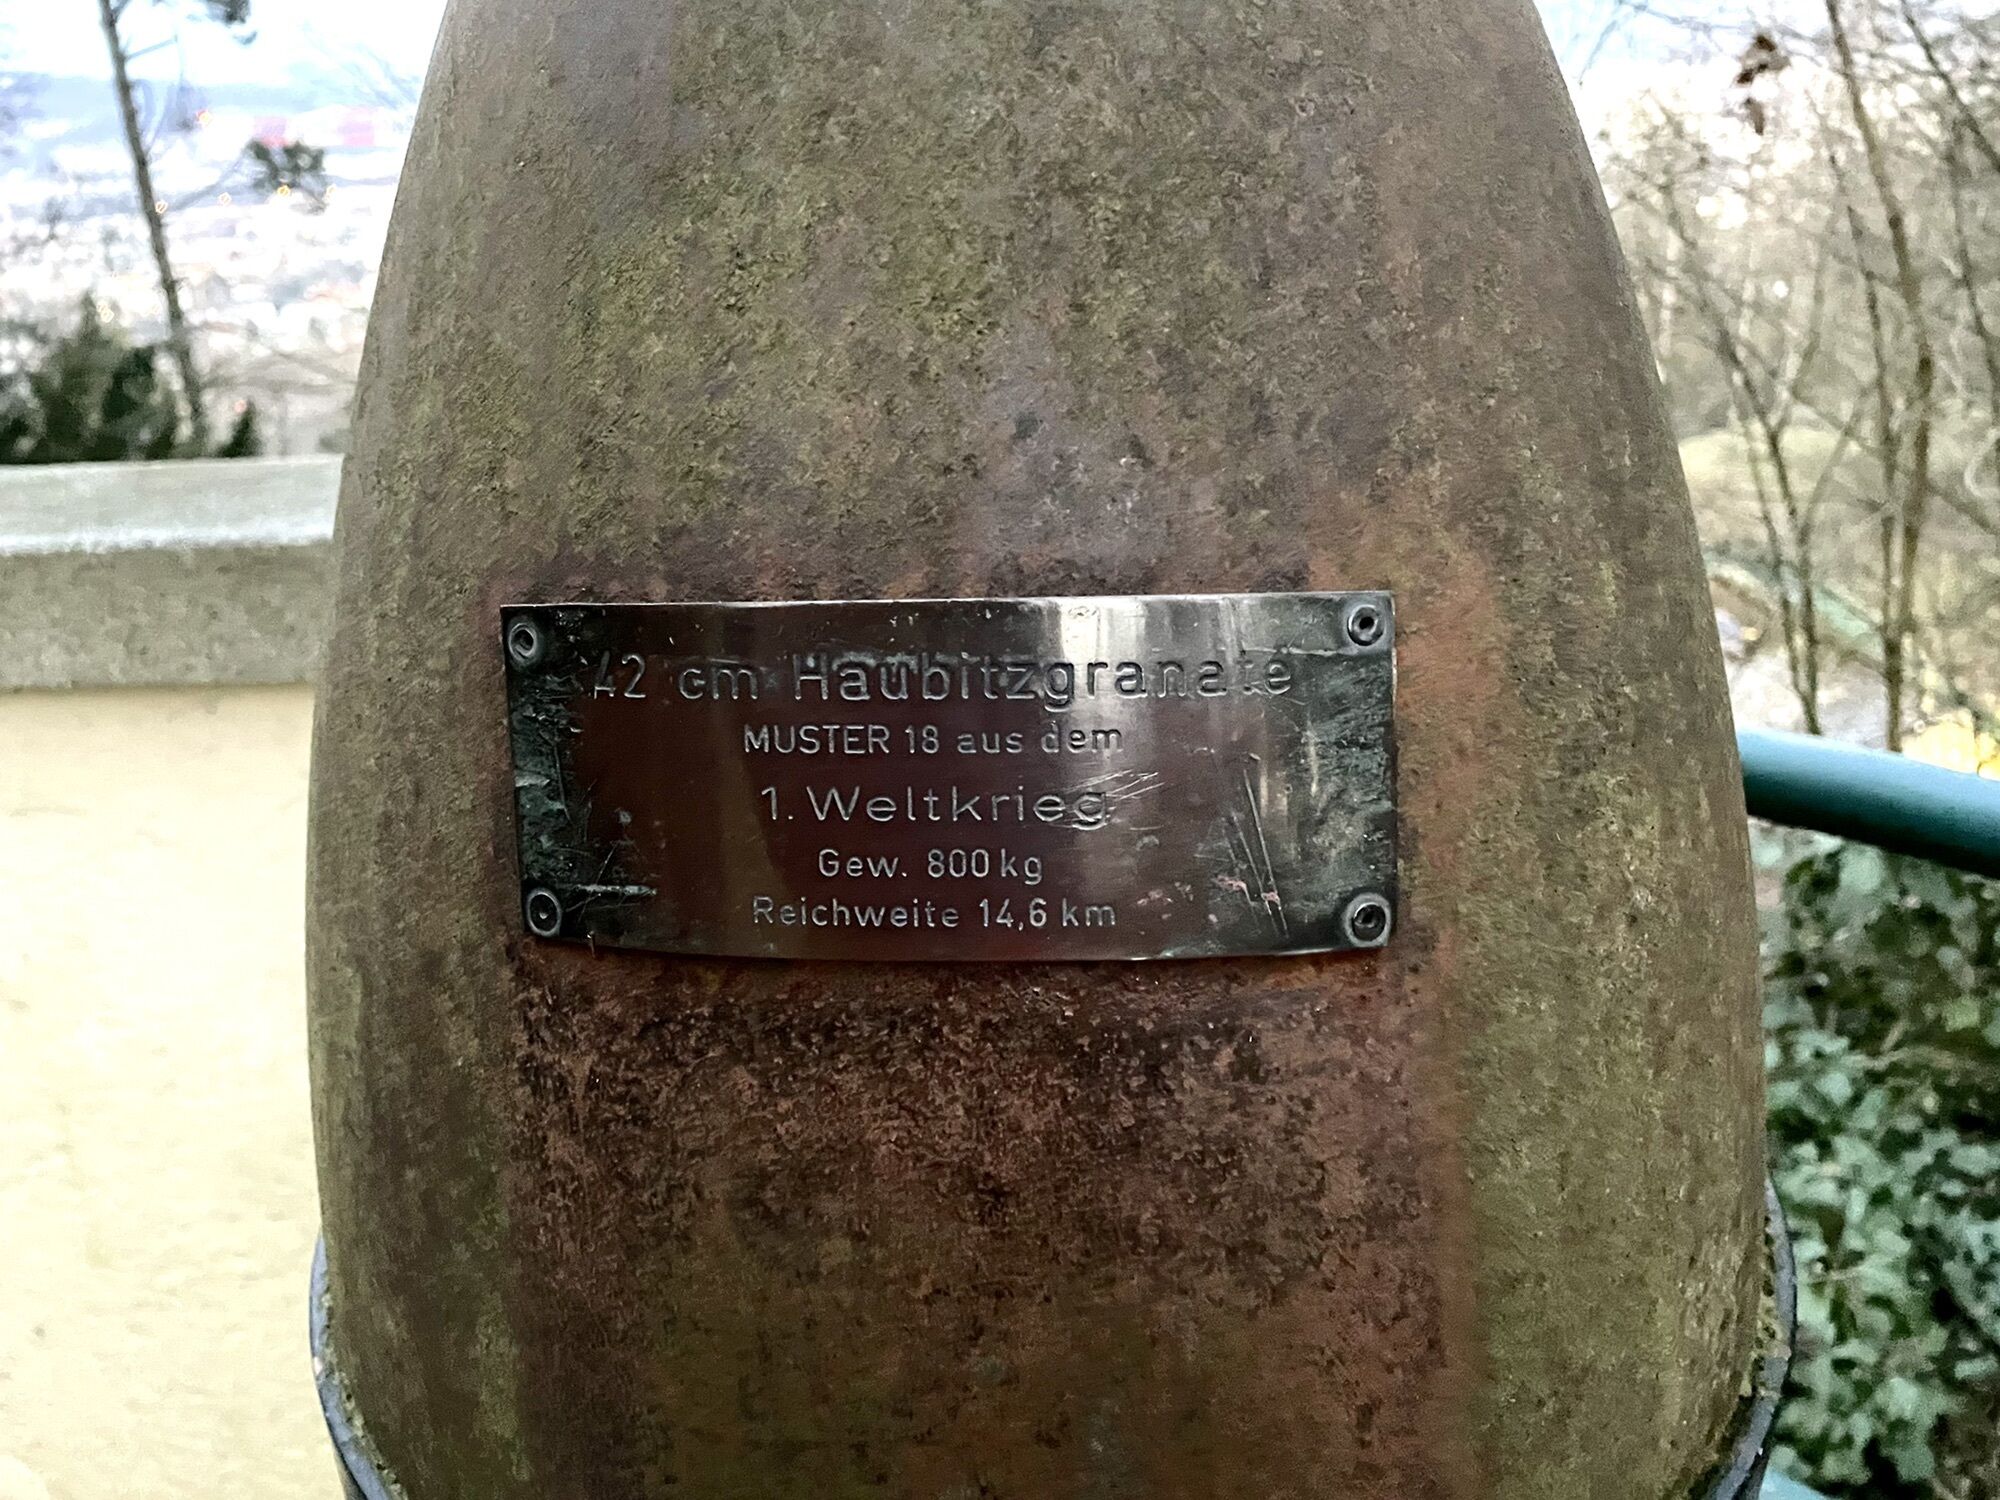 42 cm Haubitzgranate
MUSTER 18 aus dem
1. Weltkrieg
Gew. 800 kg
Reichweite 14,6 km